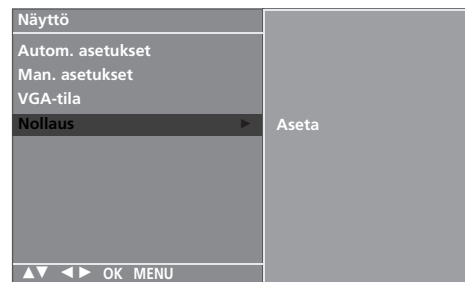 Näyttö
Autom. asetukset
Man. asetukset
VGA-tila
Nollaus ►
Aseta
▲▼ ◄► OK MENU